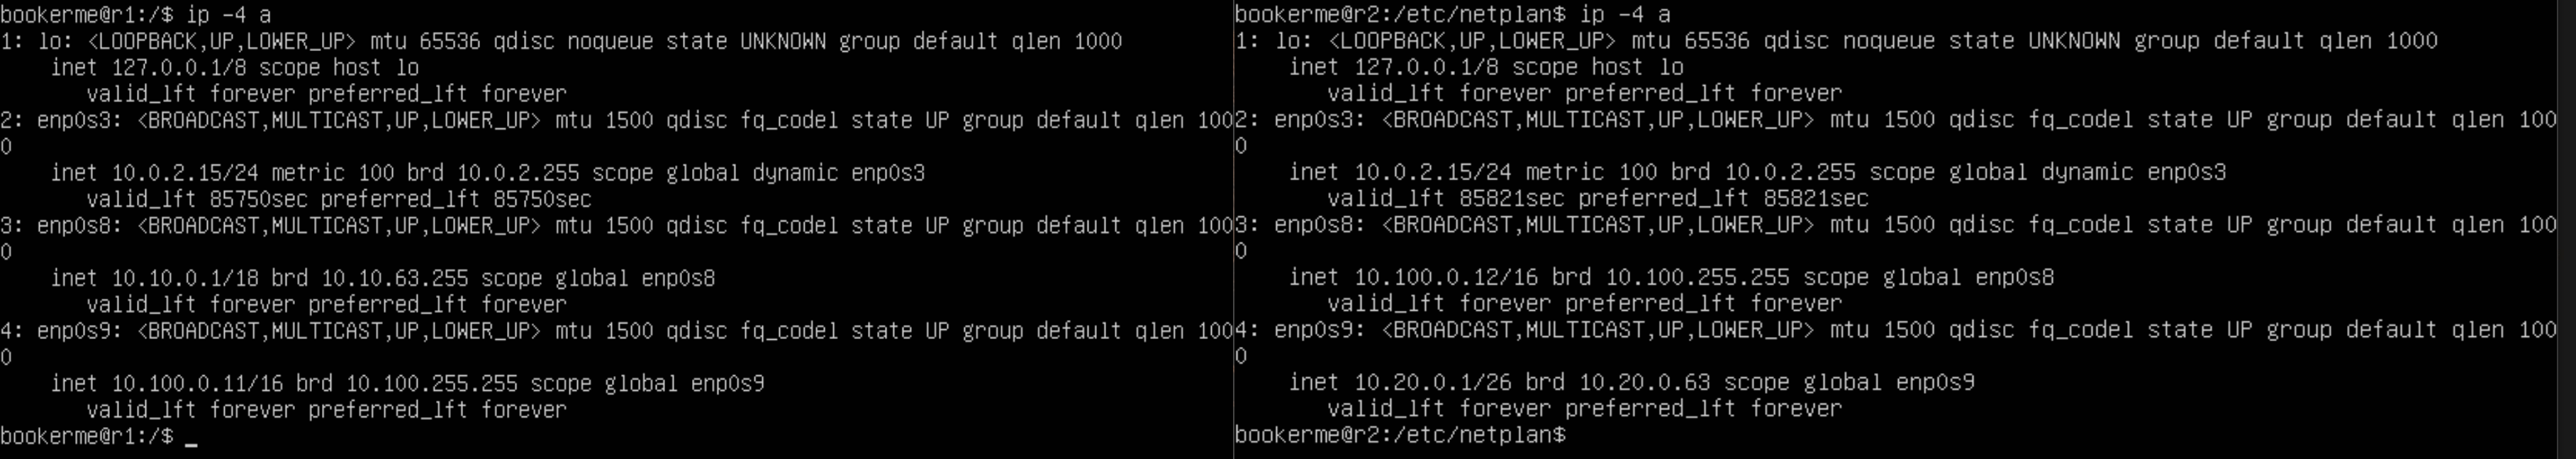 bookerme@r1:/$ ip -4 a
1: lo: <LOOPBACK,UP,LOWER_UP> mtu 65536 qdisc noqueue state UNKNOWN group default qlen 1000
    inet 127.0.0.1/8 scope host lo
       valid_lft forever preferred_lft forever
2: enp0s3: <BROADCAST,MULTICAST,UP,LOWER_UP> mtu 1500 qdisc fq_codel state UP group default qlen 100
0
    inet 10.0.2.15/24 metric 100 brd 10.0.2.255 scope global dynamic enp0s3
       valid_lft 85750sec preferred_lft 85750sec
3: enp0s8: <BROADCAST,MULTICAST,UP,LOWER_UP> mtu 1500 qdisc fq_codel state UP group default qlen 100
0
    inet 10.10.0.1/18 brd 10.10.63.255 scope global enp0s8
       valid_lft forever preferred_lft forever
4: enp0s9: <BROADCAST,MULTICAST,UP,LOWER_UP> mtu 1500 qdisc fq_codel state UP group default qlen 100
0
    inet 10.100.0.11/16 brd 10.100.255.255 scope global enp0s9
       valid_lft forever preferred_lft forever
bookerme@r1:/$ _
bookerme@r2:/etc/netplan$ ip -4 a
1: lo: <LOOPBACK,UP,LOWER_UP> mtu 65536 qdisc noqueue state UNKNOWN group default qlen 1000
    inet 127.0.0.1/8 scope host lo
       valid_lft forever preferred_lft forever
2: enp0s3: <BROADCAST,MULTICAST,UP,LOWER_UP> mtu 1500 qdisc fq_codel state UP group default qlen 100
0
    inet 10.0.2.15/24 metric 100 brd 10.0.2.255 scope global dynamic enp0s3
       valid_lft 85821sec preferred_lft 85821sec
3: enp0s8: <BROADCAST,MULTICAST,UP,LOWER_UP> mtu 1500 qdisc fq_codel state UP group default qlen 100
0
    inet 10.100.0.12/16 brd 10.100.255.255 scope global enp0s8
       valid_lft forever preferred_lft forever
4: enp0s9: <BROADCAST,MULTICAST,UP,LOWER_UP> mtu 1500 qdisc fq_codel state UP group default qlen 100
0
    inet 10.20.0.1/26 brd 10.20.0.63 scope global enp0s9
       valid_lft forever preferred_lft forever
bookerme@r2:/etc/netplan$